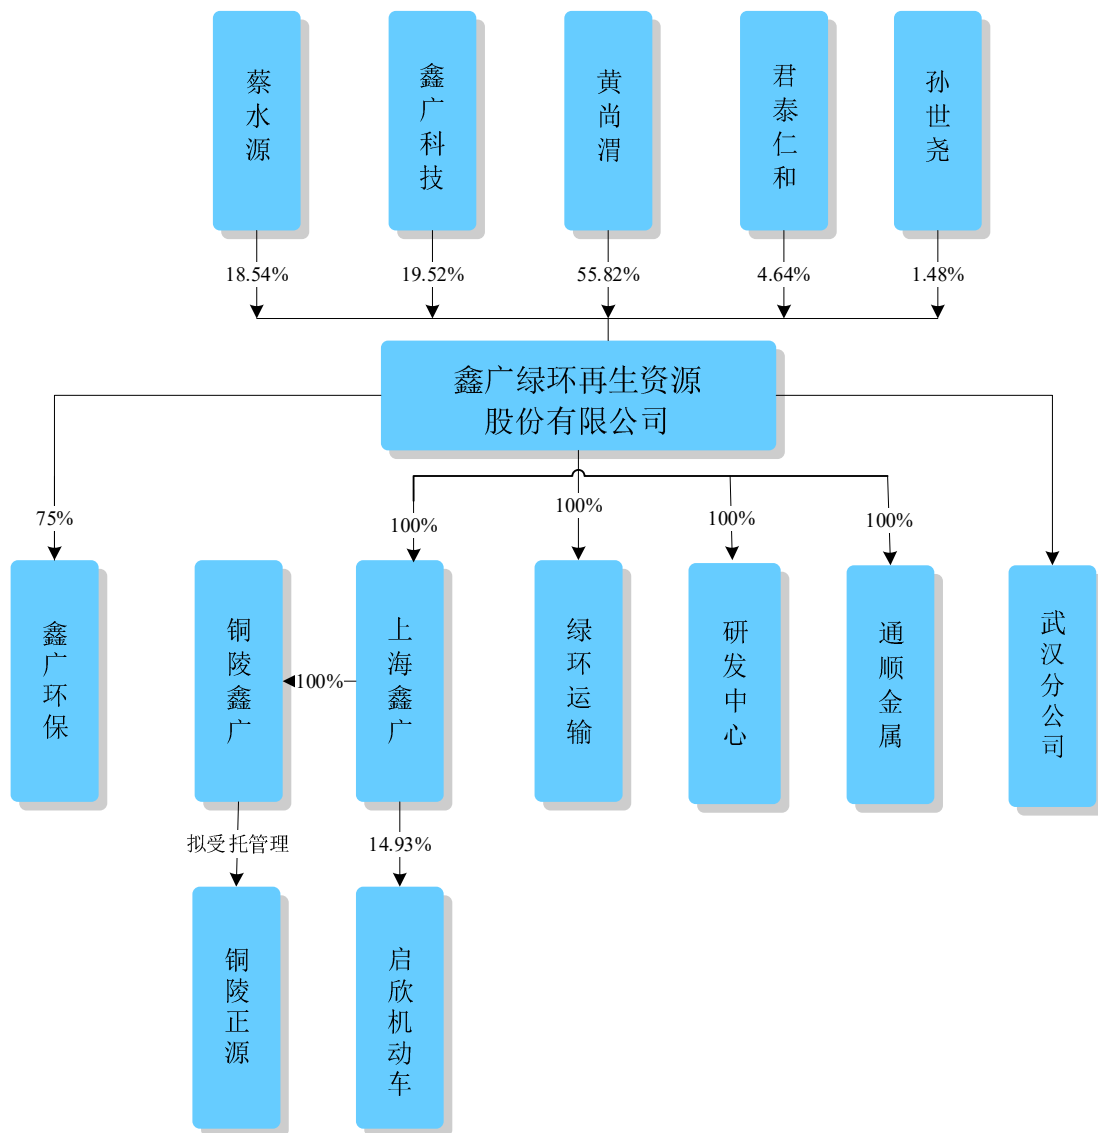 蔡水源
鑫广科技
黄尚渭
君泰仁和
孙世尧
18.54%
19.52%
55.82%
4.64%
1.48%
鑫广绿环再生资源
股份有限公司
75%
100%
100%
100%
100%
鑫广环保
铜陵鑫广
100%
上海鑫广
绿环运输
研发中心
通顺金属
武汉分公司
拟受托管理
14.93%
铜陵正源
启欣机动车